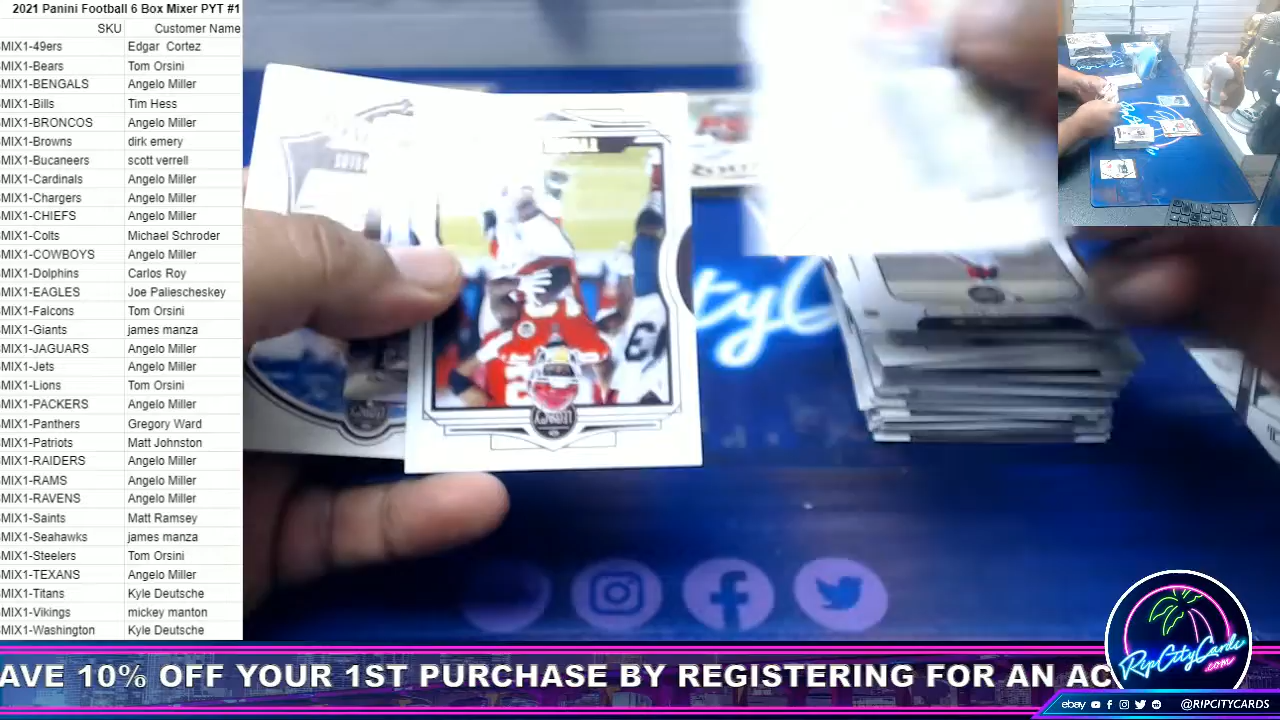 2021 Panini Football 6 Box Mixer PYT #1
SKU Customer Name
MIX1-49ers Edgar Cortez
MIX1-Bears Tom Orsini
MIX1-BENGALS Angelo Miller
MIX1-Bills Tim Hess
MIX1-BRONCOS Angelo Miller
MIX1-Browns dirk emery
MIX1-Bucaneers scott verrell
MIX1-Cardinals Angelo Miller
MIX1-Chargers Angelo Miller
MIX1-CHIEFS Angelo Miller
MIX1-Colts Michael Schroder
MIX1-COWBOYS Angelo Miller
MIX1-Dolphins Carlos Roy
MIX1-EAGLES Joe Paliescheskey
MIX1-Falcons Tom Orsini
MIX1-Giants james manza
MIX1-JAGUARS Angelo Miller
MIX1-Jets Angelo Miller
MIX1-Lions Tom Orsini
MIX1-PACKERS Angelo Miller
MIX1-Panthers Gregory Ward
MIX1-Patriots Matt Johnston
MIX1-RAIDERS Angelo Miller
MIX1-RAMS Angelo Miller
MIX1-RAVENS Angelo Miller
MIX1-Saints Matt Ramsey
MIX1-Seahawks james manza
MIX1-Steelers Tom Orsini
MIX1-TEXANS Angelo Miller
MIX1-Titans Kyle Deutsche
MIX1-Vikings mickey manton
MIX1-Washington Kyle Deutsche
tyC
AVE 10% OFF YOUR 1ST PURCHASE BY REGISTERING FOR AN AC
RipCityCards
.com
ebay @RIPCITYCARDS